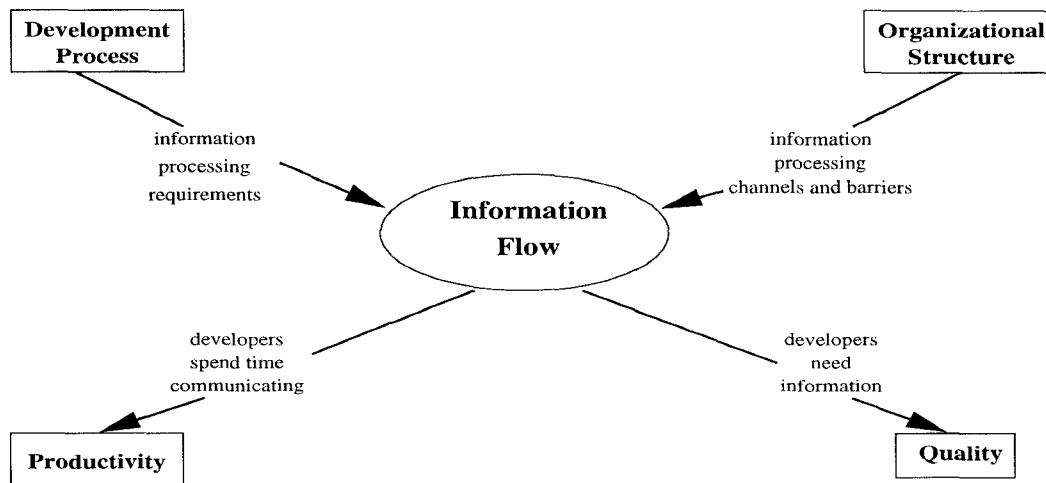 Development
Process
Organizational
Structure
information
processing
requirements
information
processing
channels and barriers
Information
Flow
developers
spend time
communicating
developers
need
information
Productivity
Quality